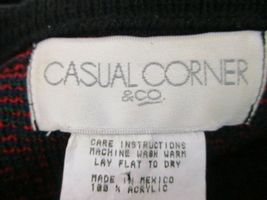 CASUAL CORNER
&CO.
CARE INSTRUCTIONS
MACHINE WASH WARM
LAY FLAT TO DRY
MADE IN MEXICO
100 % ACRYLIC